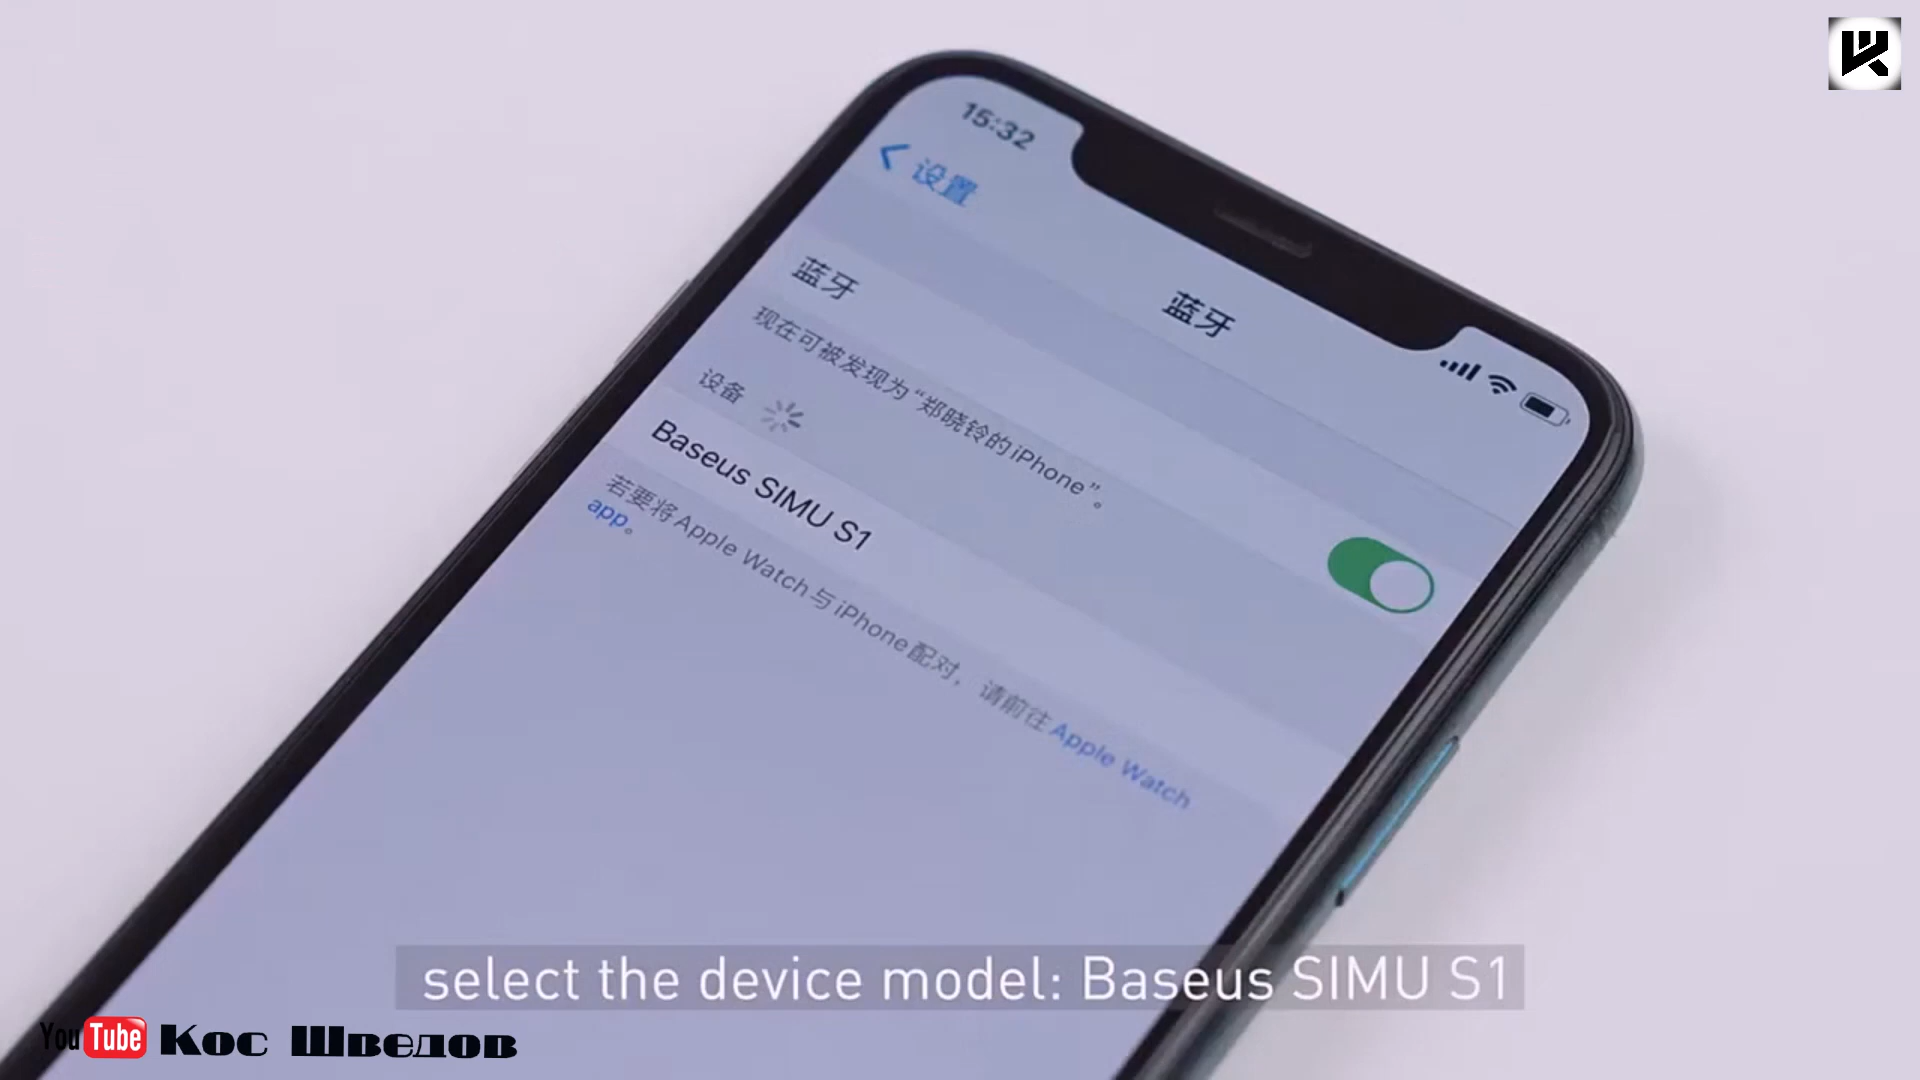 15:32
设置
蓝牙
蓝牙
现在可被发现为“郑晓铃的iPhone”。
设备
Baseus SIMU S1
若要将Apple Watch与iPhone配对，请前往Apple Watch
app。
select the device model: Baseus SIMU S1
YouTube Кос Шведов